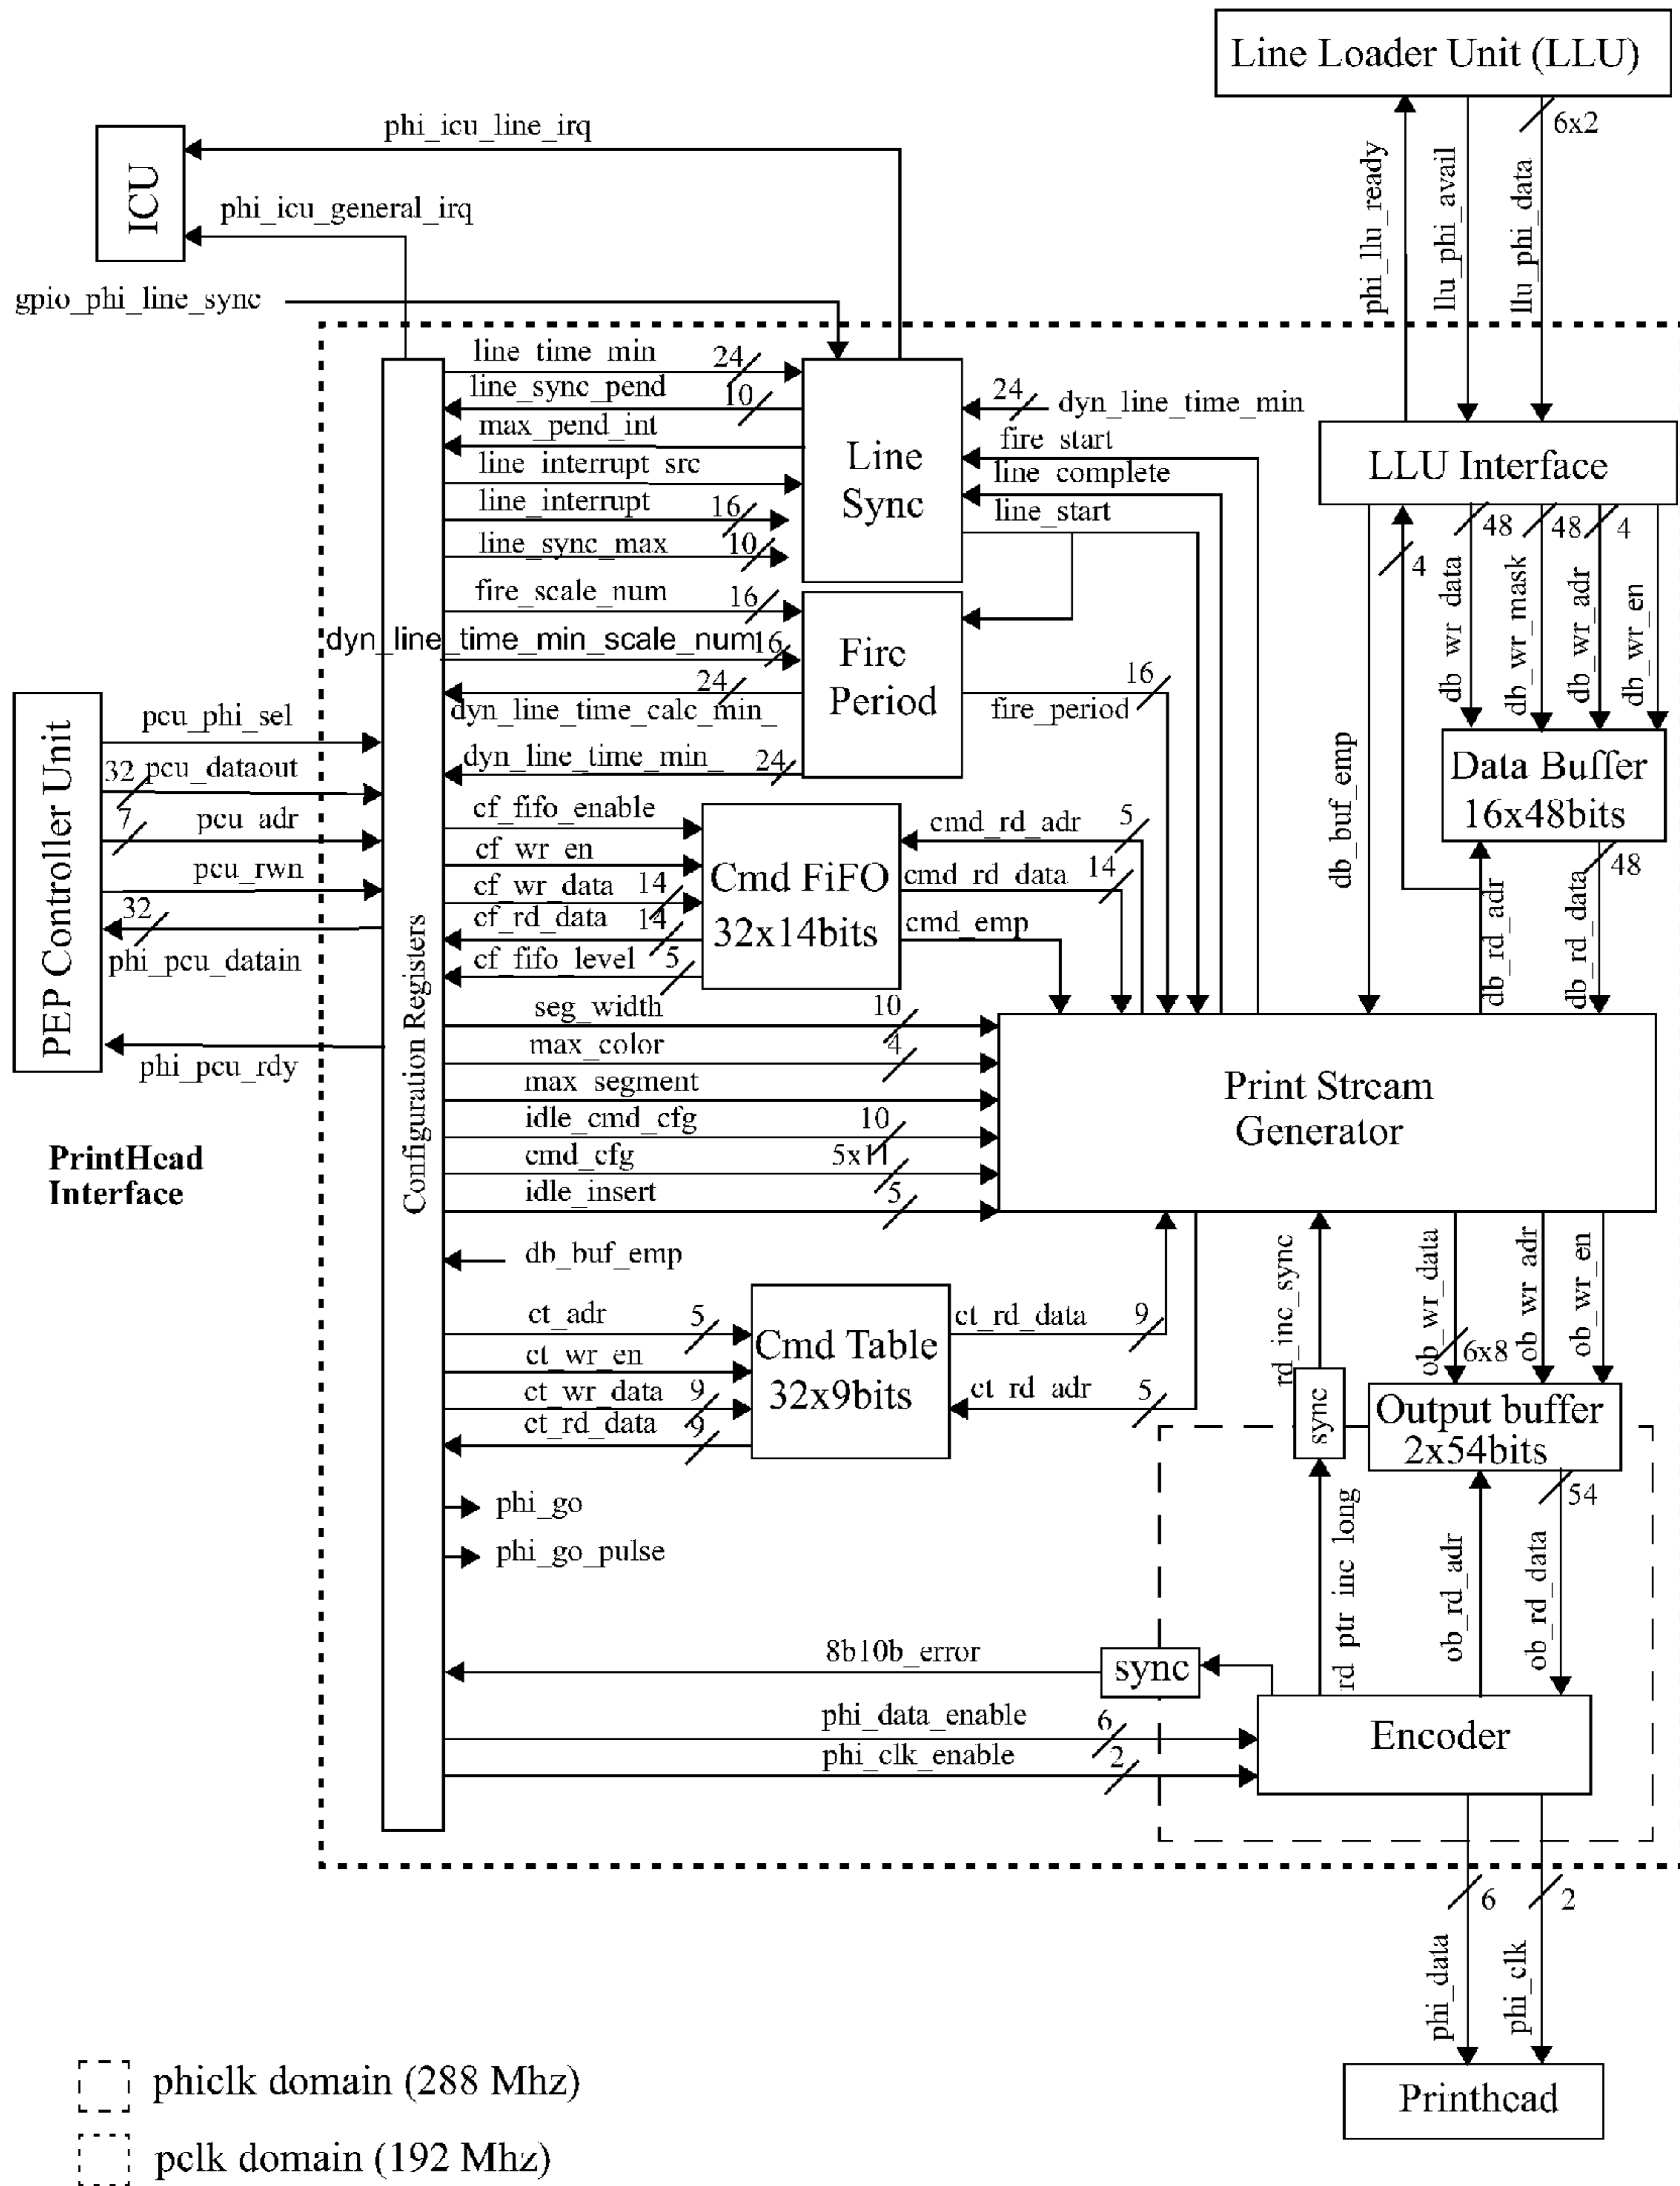 Line Loader Unit (LLU)
6x2
phi_llu_ready
llu_phi_avail
llu_phi_data
ICU
phi_icu_line_irq
phi_icu_general_irq
gpio_phi_line_sync
line_time_min
24
line_sync_pend
10
max_pend_int
line_interrupt_src
line_interrupt
16
line_sync_max
10
Line
Sync
24
dyn_line_time_min
fire_start
line_complete
line_start
LLU Interface
4
48
48
4
db_wr_data
db_wr_mask
db_wr_adr
db_wr_en
fire_scale_num
16
dyn_line_time_min_scale_num
16
24
dyn_line_time_calc_min_
dyn_line_time_min_
24
Fire
Period
16
fire_period
db_buf_emp
Data Buffer
16x48bits
48
db_rd_adr
db_rd_data
PEP Controller Unit
pcu_phi_sel
32
pcu_dataout
7
pcu_adr
pcu_rwn
32
phi_pcu_datain
phi_pcu_rdy
Configuration Registers
cf_fifo_enable
cf_wr_en
cf_wr_data
14
cf_rd_data
14
cf_fifo_level
5
Cmd FiFO
32x14bits
cmd_rd_adr
5
cmd_rd_data
14
cmd_emp
seg_width
10
max_color
4
max_segment
idle_cmd_cfg
10
cmd_cfg
5x11
idle_insert
5
Print Stream
Generator
PrintHead
Interface
db_buf_emp
ct_adr
5
ct_wr_en
ct_wr_data
9
ct_rd_data
9
Cmd Table
32x9bits
ct_rd_data
9
ct_rd_adr
5
rd_inc_sync
ob_wr_data
6x8
ob_wr_adr
ob_wr_en
sync
Output buffer
2x54bits
54
phi_go
phi_go_pulse
rd_ptr_inc_long
ob_rd_adr
ob_rd_data
8b10b_error
sync
phi_data_enable
6
phi_clk_enable
2
Encoder
6
2
phi_data
phi_clk
Printhead
phiclk domain (288 Mhz)
pclk domain (192 Mhz)